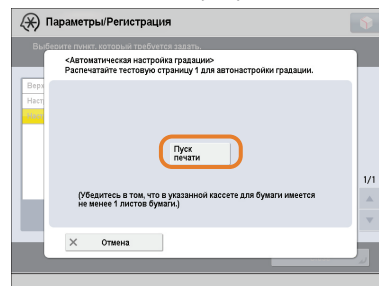 Параметры/Регистрация
Выберите пункт, который требуется задать.
<Автоматическая настройка градации>
Распечатайте тестовую страницу 1 для автонастройки градации.
Пуск
печати
1/1
(Убедитесь в том, что в указанной кассете для бумаги имеется
не менее 1 листов бумаги.)
× Отмена